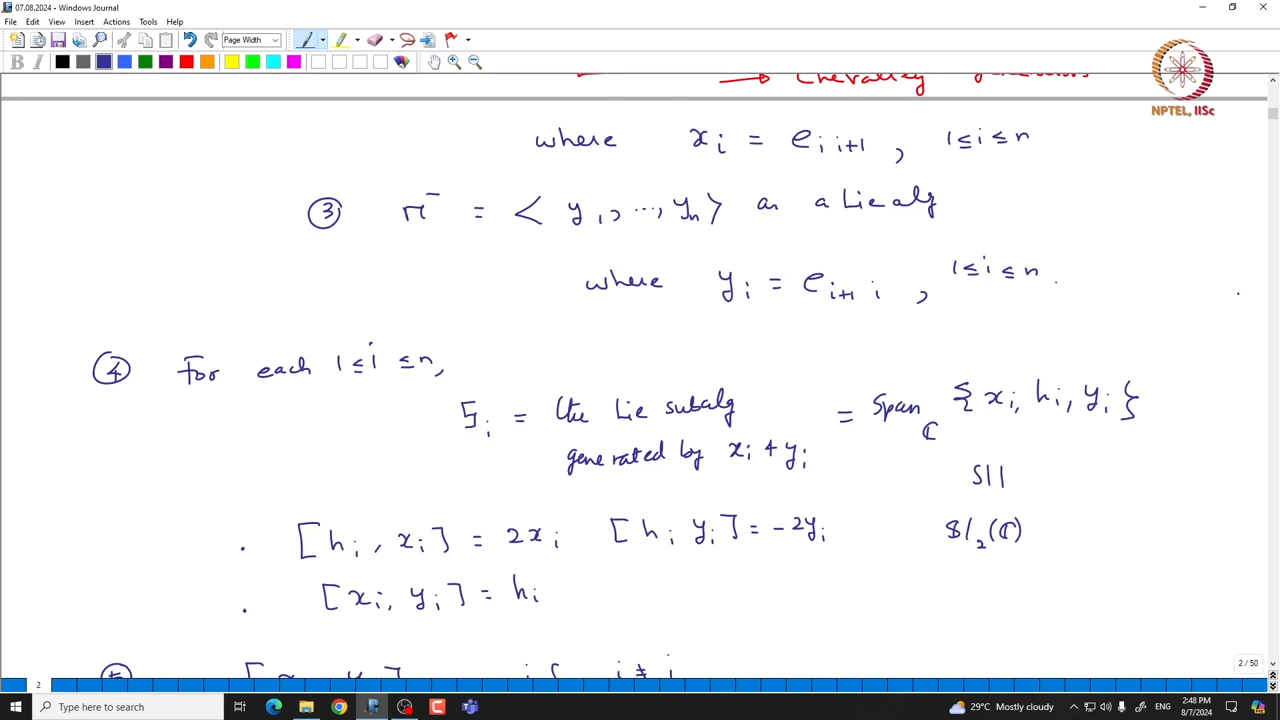 07.08.2024 - Windows Journal
File Edit View Insert Actions Tools Help
Page Width
B I
→ Chevalley generators
NPTEL, IISc
where x_i = e_{i i+1} , 1 ≤ i ≤ n
③ n⁻ = < y_1, ..., y_n > as a Lie alg
where y_i = e_{i+1 i} , 1 ≤ i ≤ n .
④ For each 1 ≤ i ≤ n,
S_i = the Lie subalg = Span_ℂ { x_i, h_i, y_i }
generated by x_i + y_i
S||
[ h_i , x_i ] = 2x_i [ h_i y_i ] = -2y_i sl_2(ℂ)
[ x_i, y_i ] = h_i
⑤ [ x y ] if i ≠ j
2 / 50
2
Type here to search
29°C Mostly cloudy
ENG
2:48 PM
8/7/2024